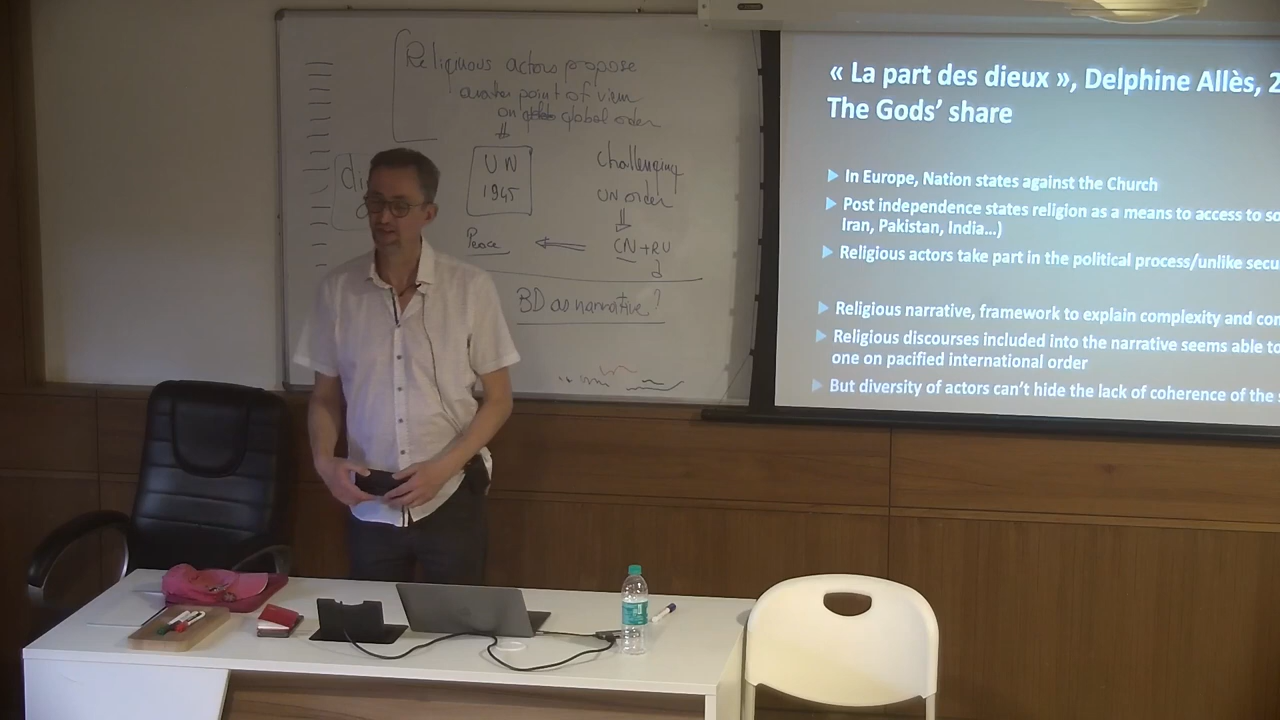 Religuous actors propose
point of view
on global order
UN
1945
challenging
UN order
Peace
CN + RU
BD as narrative ?
di
« La part des dieux », Delphine Allès, 2
The Gods' share
In Europe, Nation states against the Church
Post independence states religion as a means to access to so
Iran, Pakistan, India...)
Religious actors take part in the political process/unlike secu
Religious narrative, framework to explain complexity and con
Religious discourses included into the narrative seems able to
one on pacified international order
But diversity of actors can't hide the lack of coherence of the s